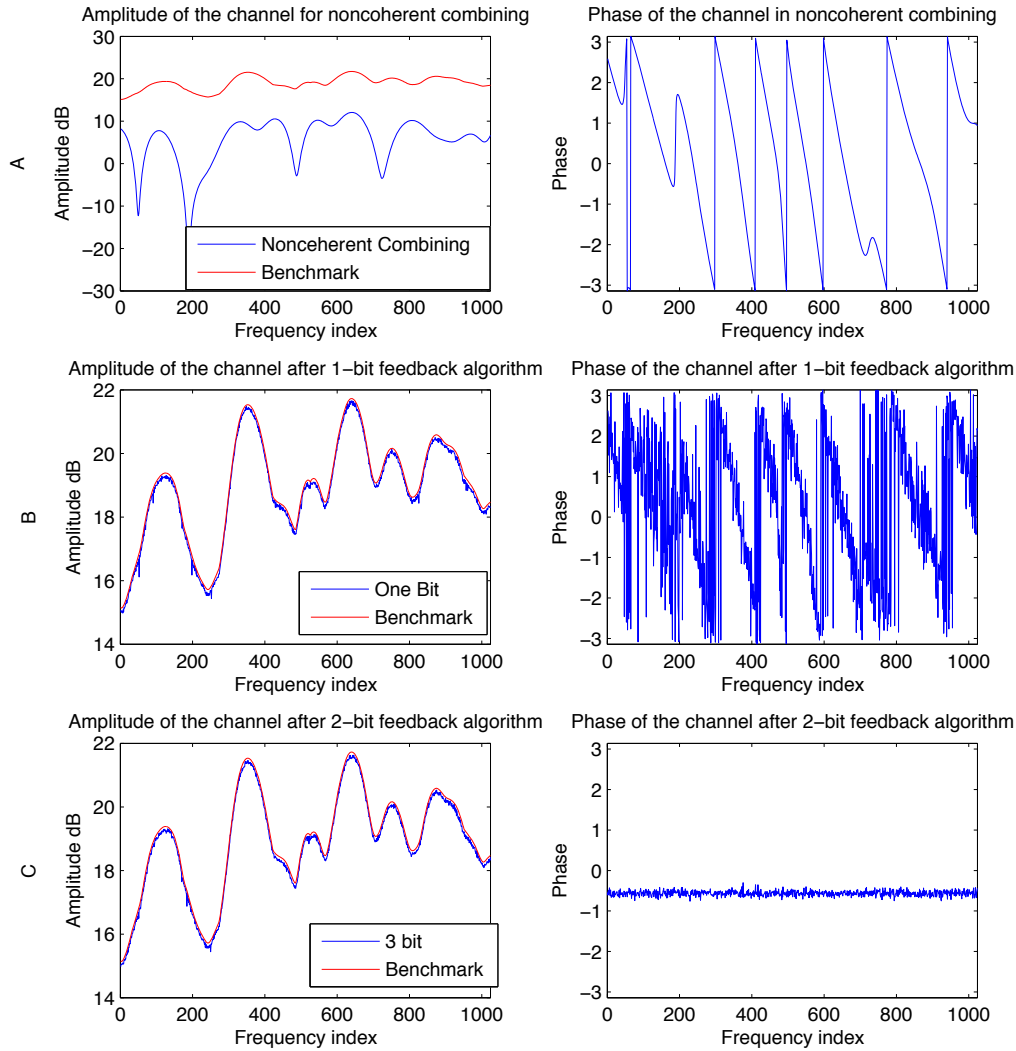 Amplitude of the channel for noncoherent combining
30
20
10
0
−10
−20
−30
Amplitude dB
A
Nonceherent Combining
Benchmark
0 200 400 600 800 1000
Frequency index
Phase of the channel in noncoherent combining
3
2
1
0
−1
−2
−3
Phase
0 200 400 600 800 1000
Frequency index
Amplitude of the channel after 1−bit feedback algorithm
22
20
18
16
14
Amplitude dB
B
One Bit
Benchmark
0 200 400 600 800 1000
Frequency index
Phase of the channel after 1−bit feedback algorithm
3
2
1
0
−1
−2
−3
Phase
0 200 400 600 800 1000
Frequency index
Amplitude of the channel after 2−bit feedback algorithm
22
20
18
16
14
Amplitude dB
C
3 bit
Benchmark
0 200 400 600 800 1000
Frequency index
Phase of the channel after 2−bit feedback algorithm
3
2
1
0
−1
−2
−3
Phase
0 200 400 600 800 1000
Frequency index